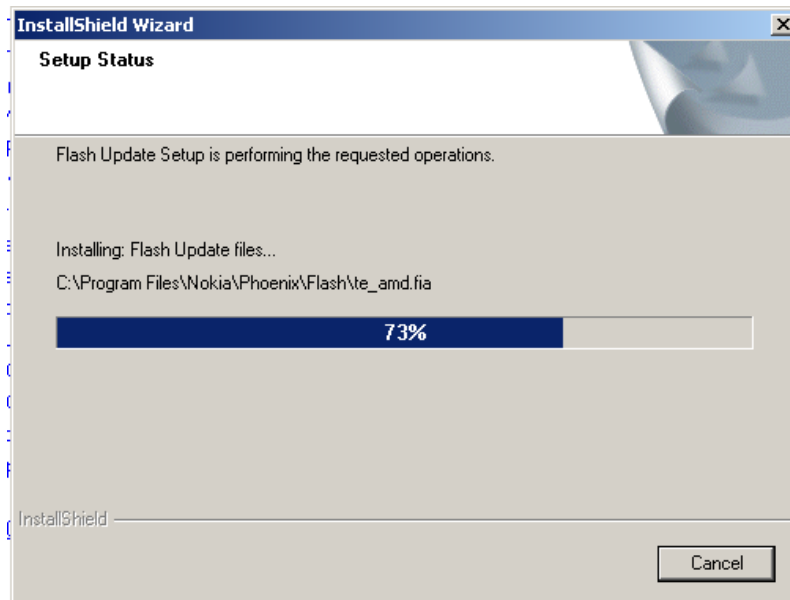 InstallShield Wizard
Setup Status
Flash Update Setup is performing the requested operations.
Installing: Flash Update files...
C:\Program Files\Nokia\Phoenix\Flash\te_amd.fia
73%
InstallShield
Cancel